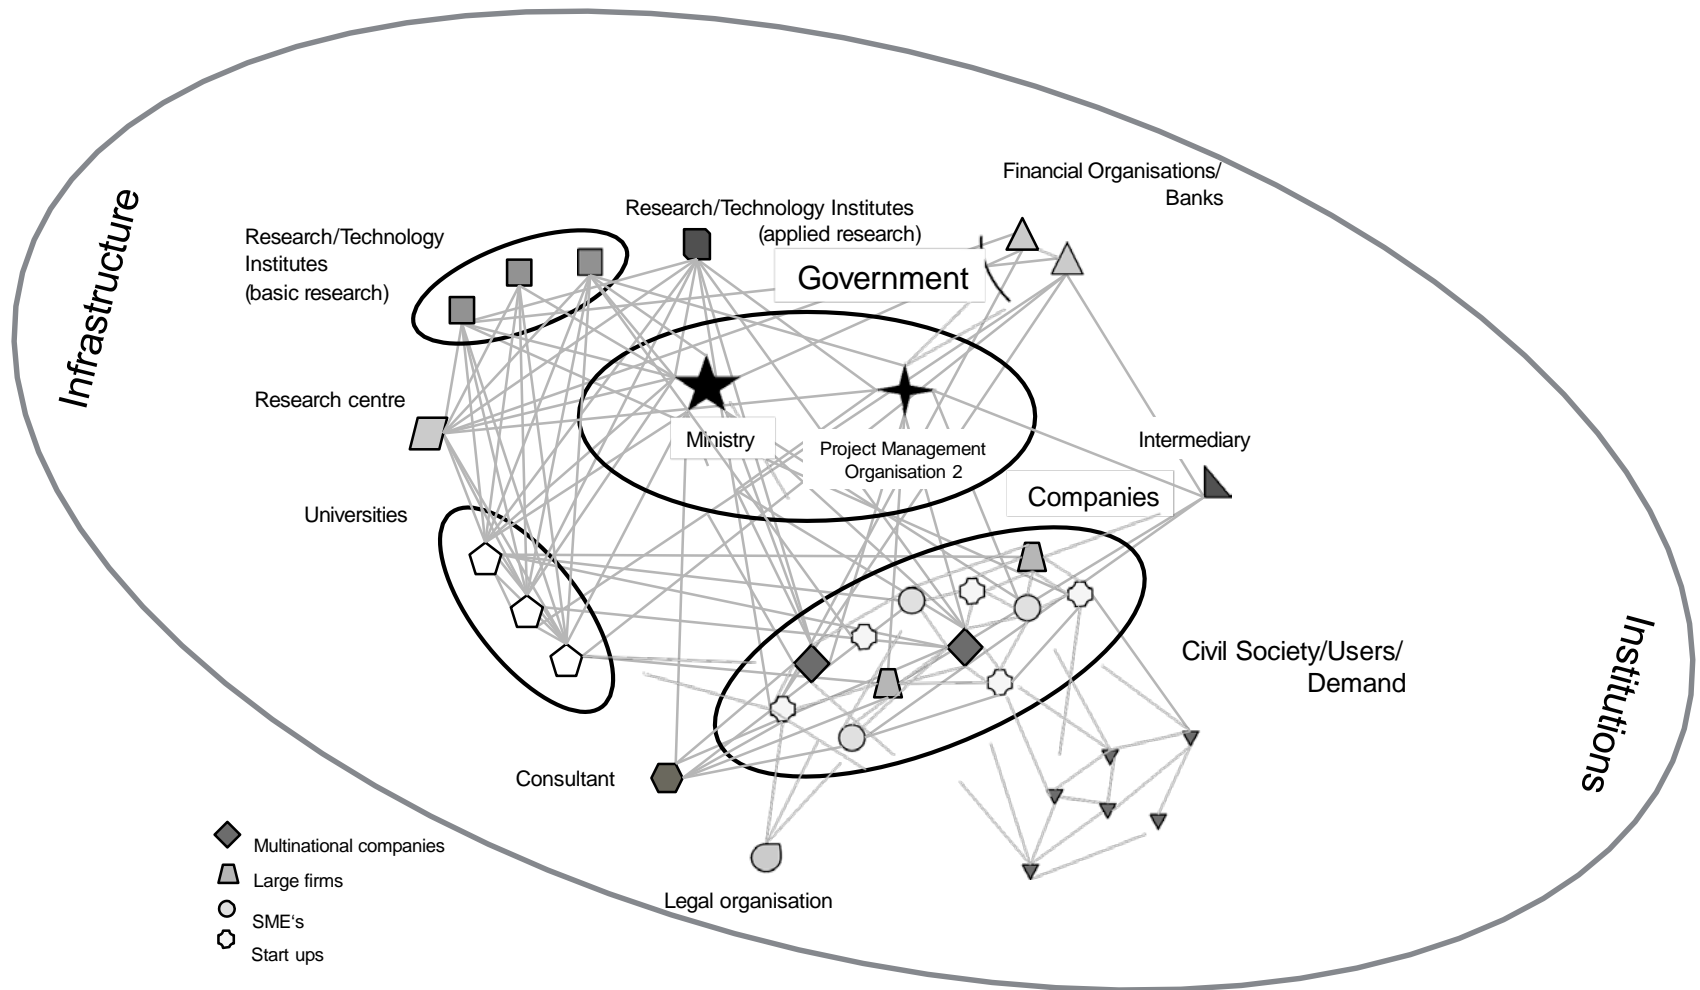 Financial Organisations/
Banks
Research/Technology Institutes
(applied research)
Research/Technology
Institutes
(basic research)
Government
Infrastructure
Research centre
Ministry
Project Management
Organisation 2
Intermediary
Companies
Universities
Civil Society/Users/
Demand
Institutions
Consultant
Multinational companies
Large firms
SME‘s
Start ups
Legal organisation